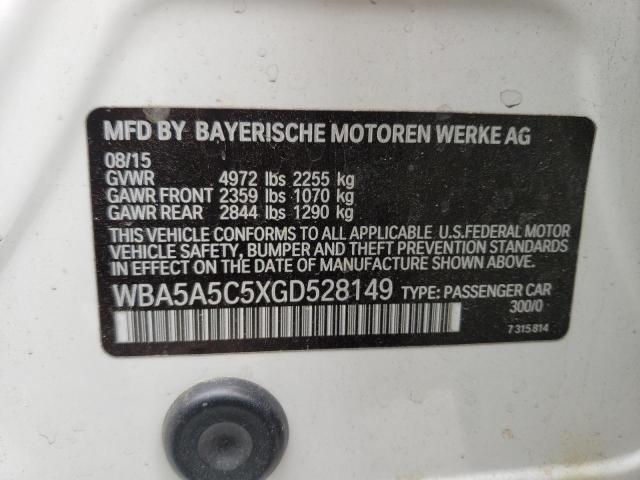 MFD BY BAYERISCHE MOTOREN WERKE AG
08/15
GVWR 4972 lbs 2255 kg
GAWR FRONT 2359 lbs 1070 kg
GAWR REAR 2844 lbs 1290 kg
THIS VEHICLE CONFORMS TO ALL APPLICABLE U.S.FEDERAL MOTOR
VEHICLE SAFETY, BUMPER AND THEFT PREVENTION STANDARDS
IN EFFECT ON THE DATE OF MANUFACTURE SHOWN ABOVE.
WBA5A5C5XGD528149 TYPE: PASSENGER CAR
300/0
7 315 814